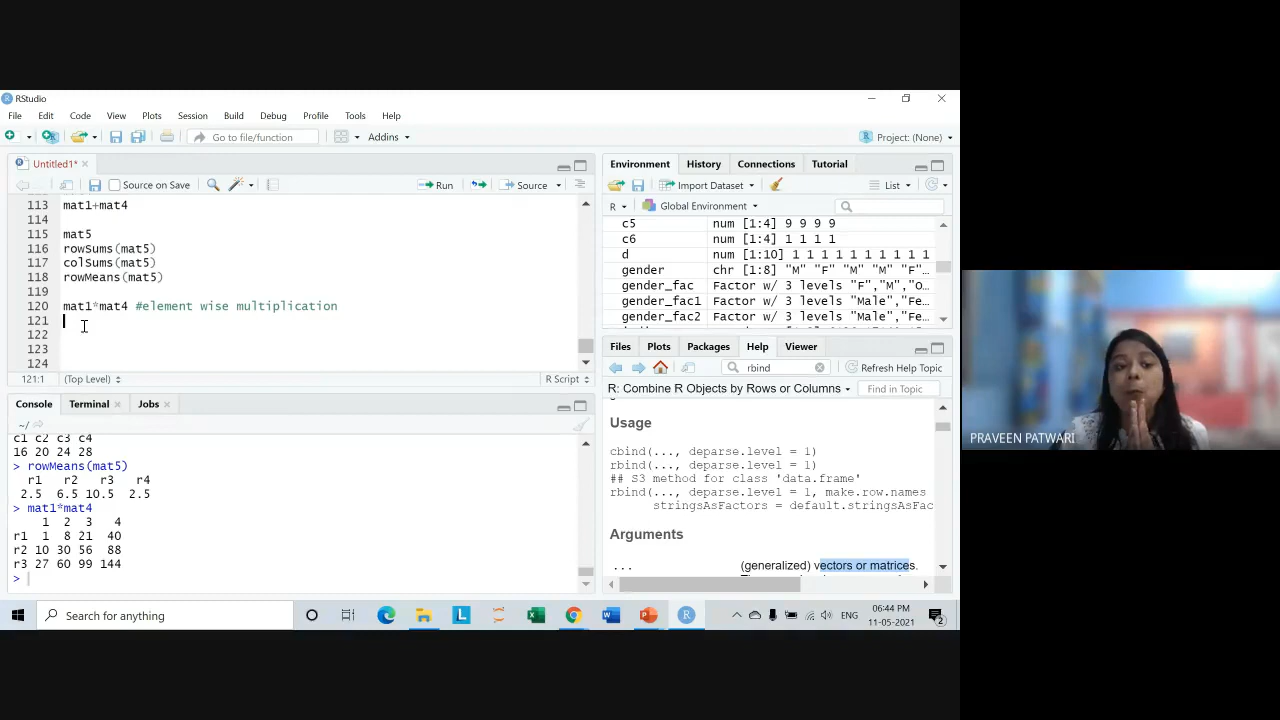 RStudio
File Edit Code View Plots Session Build Debug Profile Tools Help
Go to file/function Addins Project: (None)
Untitled1*
Source on Save Run Source
113 mat1+mat4
114
115 mat5
116 rowSums(mat5)
117 colSums(mat5)
118 rowMeans(mat5)
119
120 mat1*mat4 #element wise multiplication
121
122
123
124
121:1 (Top Level) R Script
Console Terminal Jobs
~/
c1 c2 c3 c4
16 20 24 28
> rowMeans(mat5)
r1 r2 r3 r4
2.5 6.5 10.5 2.5
> mat1*mat4
1 2 3 4
r1 1 8 21 40
r2 10 30 56 88
r3 27 60 99 144
>
Environment History Connections Tutorial
Import Dataset List
R Global Environment
c5 num [1:4] 9 9 9 9
c6 num [1:4] 1 1 1 1
d num [1:10] 1 1 1 1 1 1 1 1 1 1
gender chr [1:8] "M" "F" "M" "M" "F"…
gender_fac Factor w/ 3 levels "F","M","O…
gender_fac1 Factor w/ 3 levels "Male","Fe…
gender_fac2 Factor w/ 3 levels "Male","Fe…
Files Plots Packages Help Viewer
rbind Refresh Help Topic
R: Combine R Objects by Rows or Columns Find in Topic
Usage
cbind(..., deparse.level = 1)
rbind(..., deparse.level = 1)
## S3 method for class 'data.frame'
rbind(..., deparse.level = 1, make.row.names
stringsAsFactors = default.stringsAsFac
Arguments
... (generalized) vectors or matrices.
PRAVEEN PATWARI
Search for anything
ENG
06:44 PM
11-05-2021
2